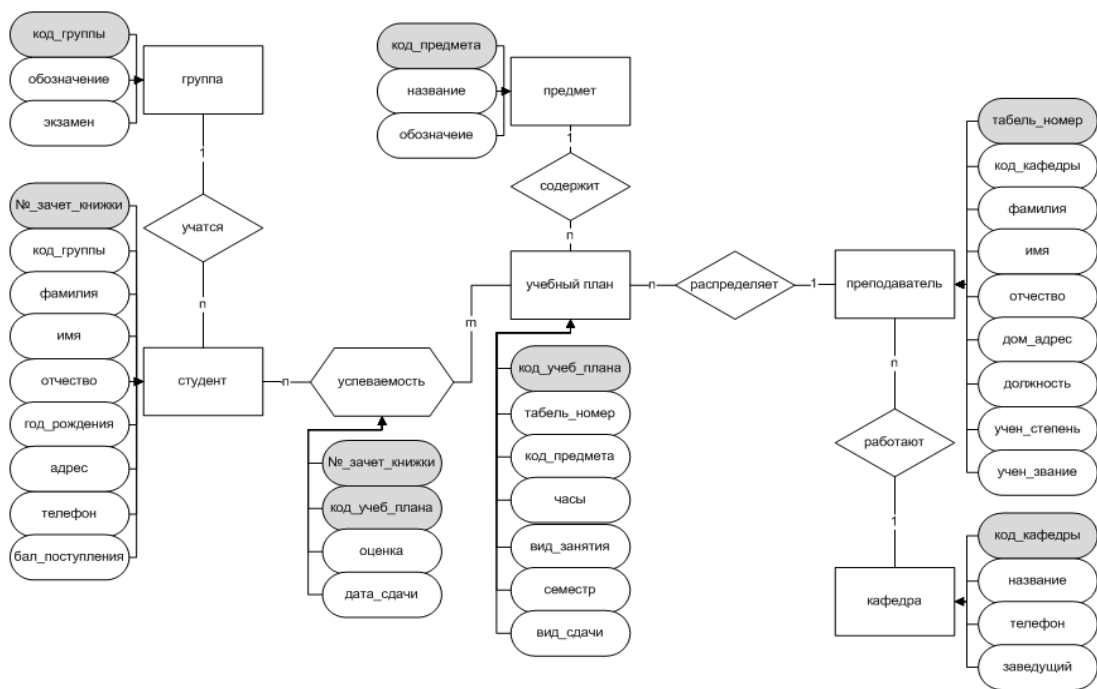 код_группы
обозначение
экзамен
группа
1
учатся
n
№_зачет_книжки
код_группы
фамилия
имя
отчество
год_рождения
адрес
телефон
бал_поступления
студент
n
успеваемость
m
№_зачет_книжки
код_учеб_плана
оценка
дата_сдачи
код_предмета
название
обозначеие
предмет
1
содержит
n
учебный план
код_учеб_плана
табель_номер
код_предмета
часы
вид_занятия
семестр
вид_сдачи
n
распределяет
1
преподаватель
табель_номер
код_кафедры
фамилия
имя
отчество
дом_адрес
должность
учен_степень
учен_звание
n
работают
1
кафедра
код_кафедры
название
телефон
заведущий